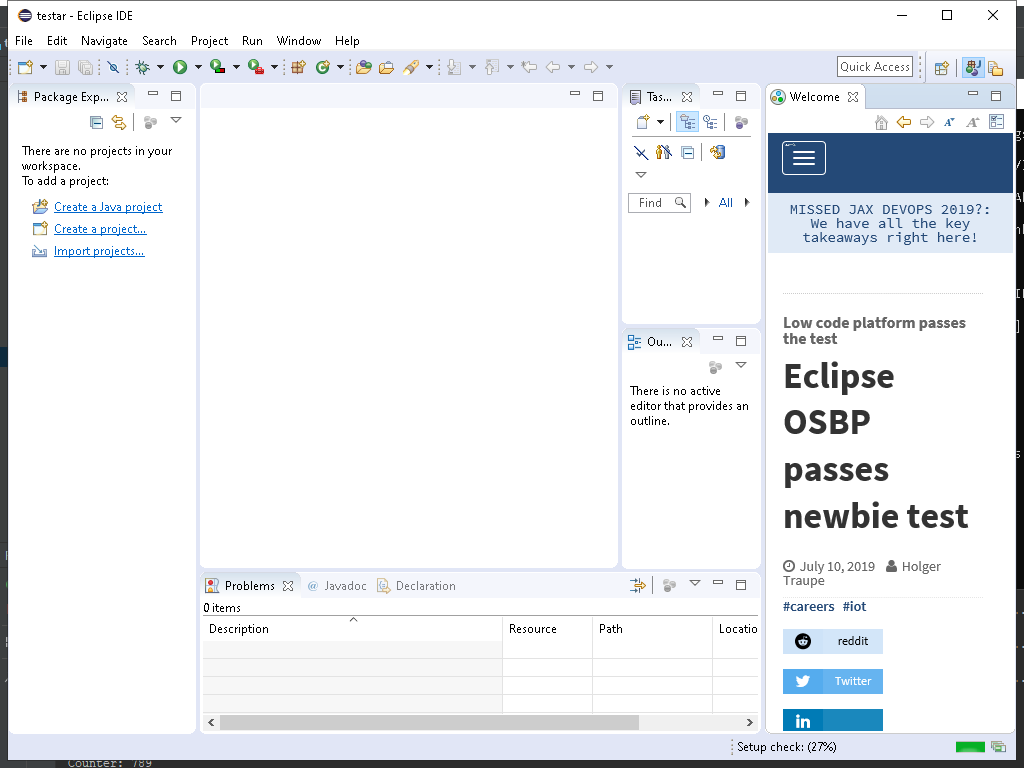 testar - Eclipse IDE
File Edit Navigate Search Project Run Window Help
Quick Access
Package Exp...
There are no projects in your
workspace.
To add a project:
Create a Java project
Create a project...
Import projects...
Tas...
Find
All
Ou...
There is no active
editor that provides an
outline.
Welcome
MISSED JAX DEVOPS 2019?:
We have all the key
takeaways right here!
Low code platform passes
the test
Eclipse
OSBP
passes
newbie test
July 10, 2019 Holger
Traupe
#careers #iot
reddit
Twitter
in
Problems @ Javadoc Declaration
0 items
Description Resource Path Locatio
Setup check: (27%)
Counter: 789